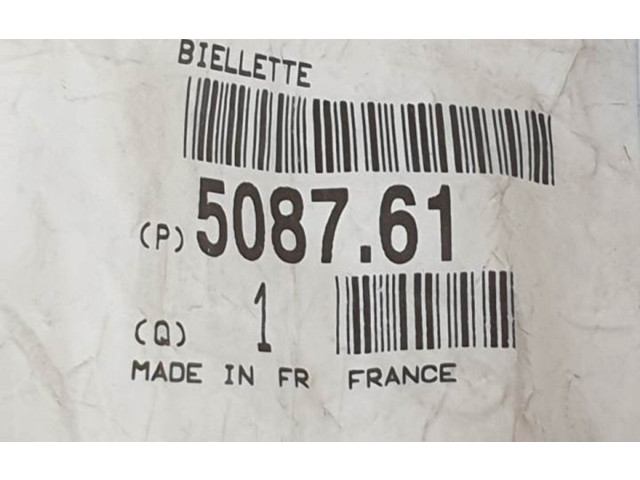 BIELLETTE
(P) 5087.61
(Q) 1
MADE IN FR FRANCE